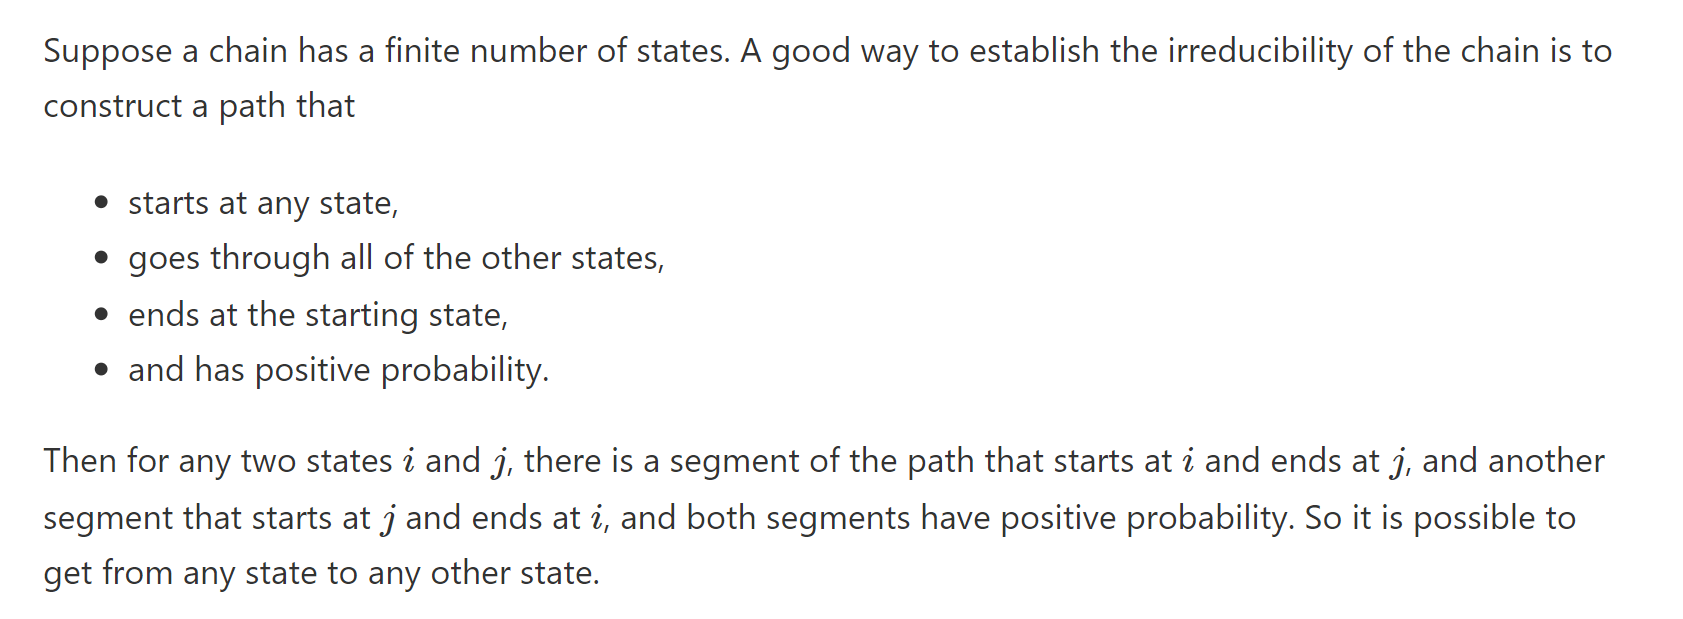 Suppose a chain has a finite number of states. A good way to establish the irreducibility of the chain is to
construct a path that
• starts at any state,
• goes through all of the other states,
• ends at the starting state,
• and has positive probability.
Then for any two states i and j, there is a segment of the path that starts at i and ends at j, and another
segment that starts at j and ends at i, and both segments have positive probability. So it is possible to
get from any state to any other state.